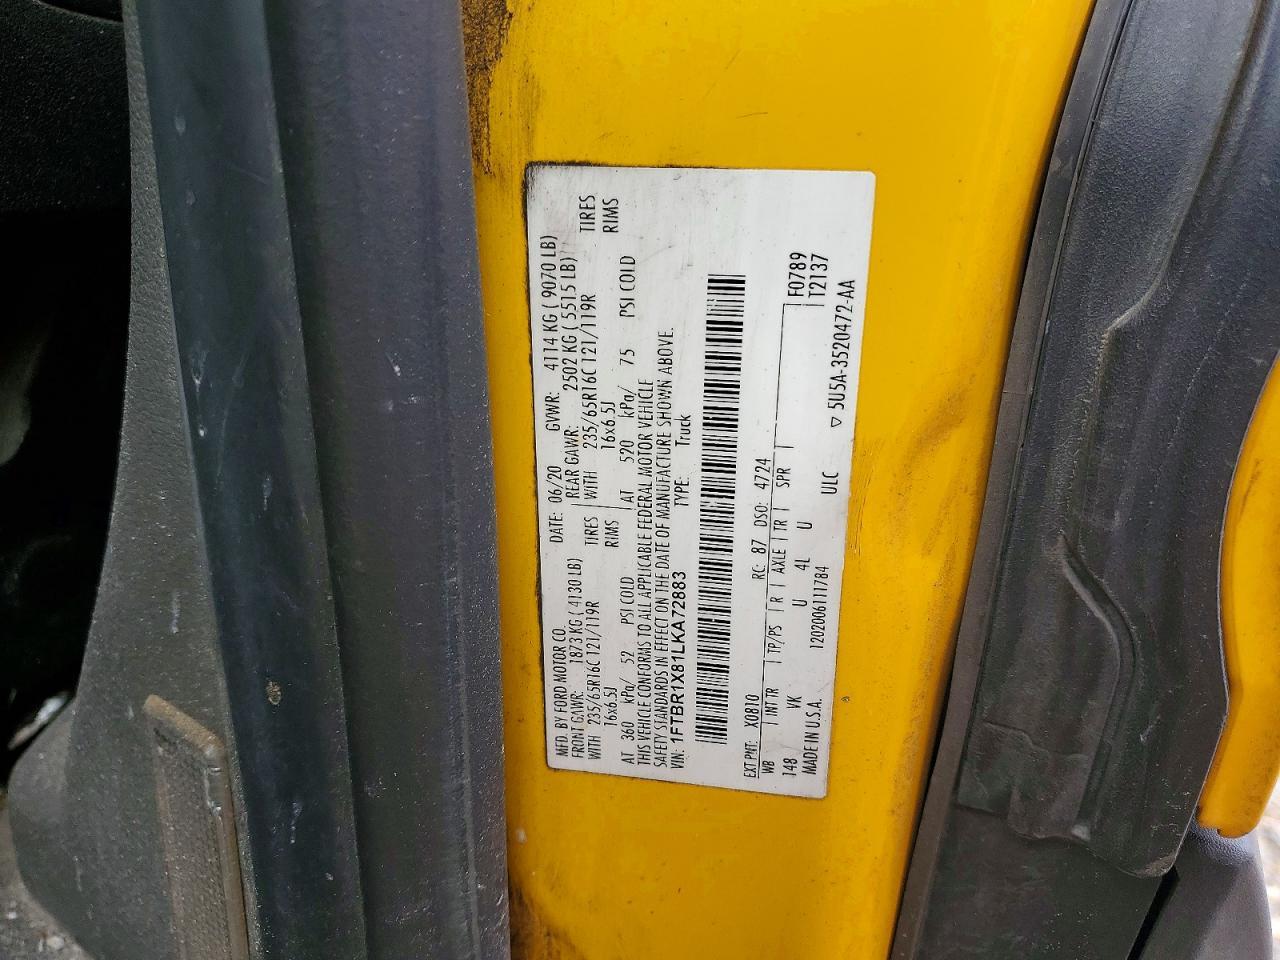 MFD. BY FORD MOTOR CO. DATE: 06/20 GVWR: 4114 KG ( 9070 LB)
FRONT GAWR: 1873 KG ( 4130 LB) REAR GAWR: 2502 KG ( 5515 LB)
WITH 235/65R16C 121/119R TIRES WITH 235/65R16C 121/119R TIRES
16x6.5J RIMS 16x6.5J RIMS
AT 360 kPa/ 52 PSI COLD AT 520 kPa/ 75 PSI COLD
THIS VEHICLE CONFORMS TO ALL APPLICABLE FEDERAL MOTOR VEHICLE
SAFETY STANDARDS IN EFFECT ON THE DATE OF MANUFACTURE SHOWN ABOVE.
VIN: 1FTBR1X81LKA72883 TYPE: Truck
EXT PNT: X0810 RC: 87 DSO: 4724
WB INT TR TP/PS R AXLE TR SPR F0789
148 VK U 4L U T2137
MADE IN U.S.A. 1202006111784 ULC ▽ 5U5A-3520472-AA